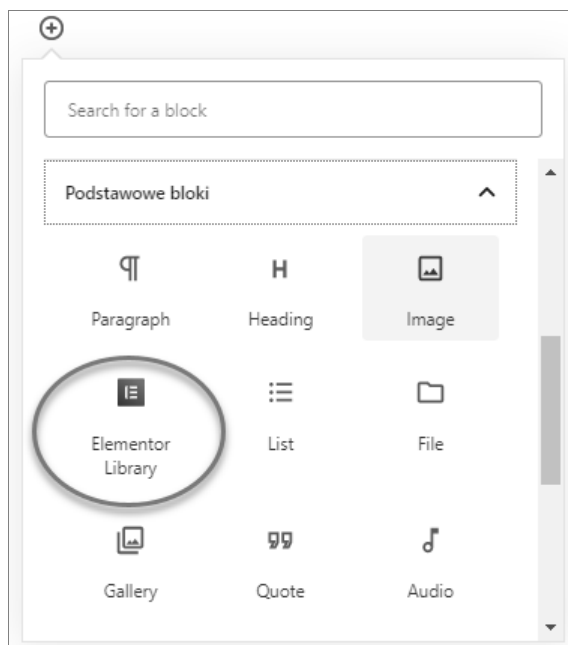 Search for a block
Podstawowe bloki
Paragraph
Heading
Image
Elementor
Library
List
File
Gallery
Quote
Audio